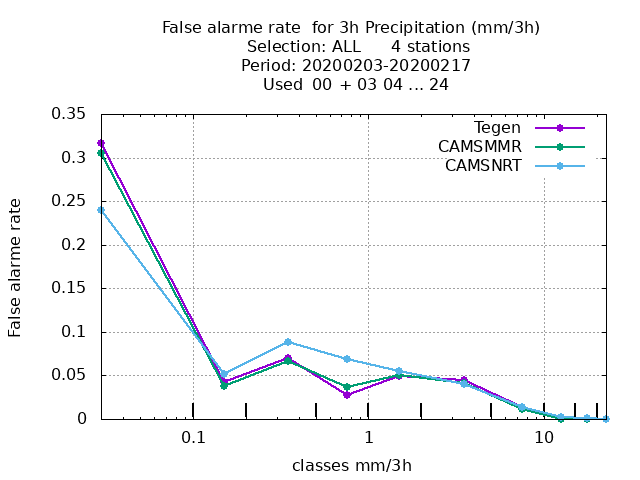 False alarme rate  for 3h Precipitation (mm/3h)
Selection: ALL      4 stations
Period: 20200203-20200217
Used  00  + 03 04 ... 24
0.35
0.3
0.25
0.2
0.15
0.1
0.05
0
False alarme rate
Tegen
CAMSMMR
CAMSNRT
0.1
1
10
classes mm/3h